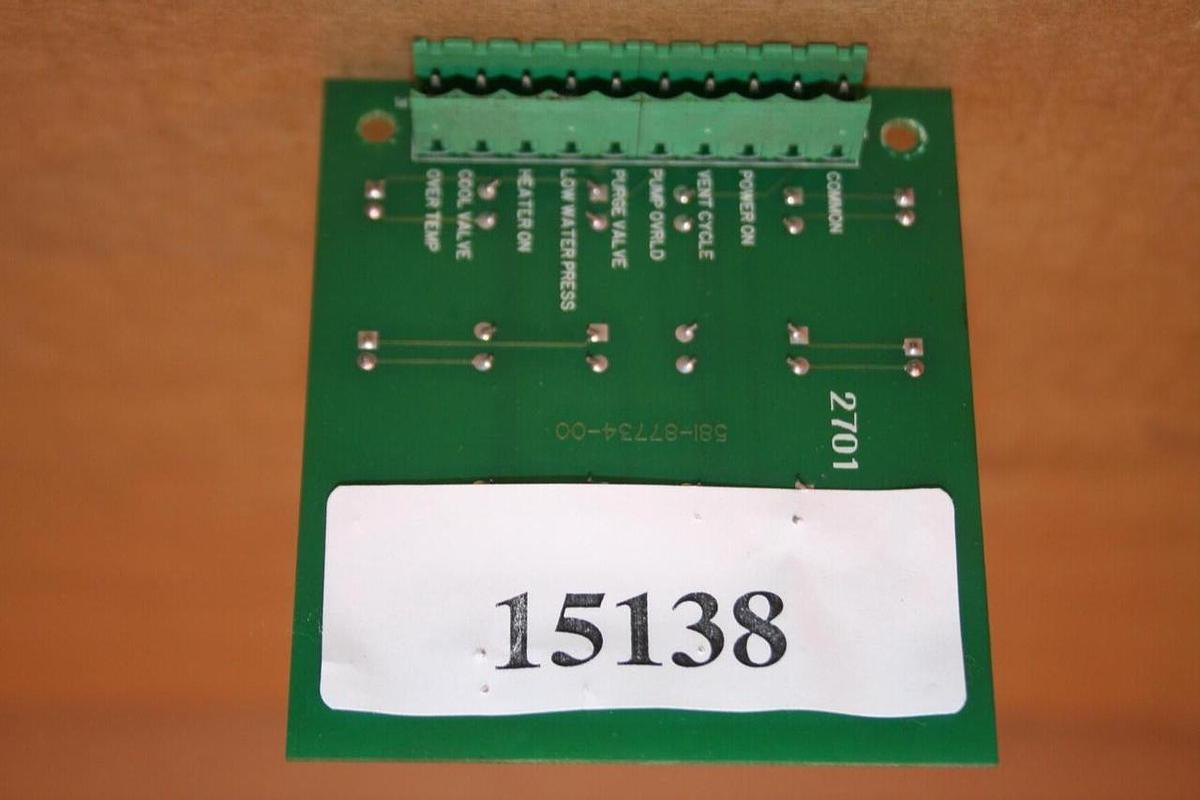 OVER TEMP
COOL VALVE
HEATER ON
LOW WATER PRESS
PURGE VALVE
PUMP OVRLD
VENT CYCLE
POWER ON
COMMON
2701
581-87734-00
15138